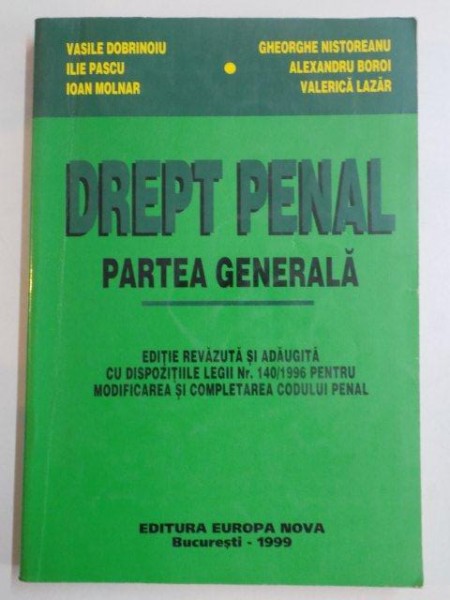 VASILE DOBRINOIU
ILIE PASCU
IOAN MOLNAR
GHEORGHE NISTOREANU
ALEXANDRU BOROI
VALERICĂ LAZĂR
DREPT PENAL
PARTEA GENERALĂ
EDIȚIE REVĂZUTĂ ȘI ADĂUGITĂ
CU DISPOZIȚIILE LEGII Nr. 140/1996 PENTRU
MODIFICAREA ȘI COMPLETAREA CODULUI PENAL
EDITURA EUROPA NOVA
București - 1999